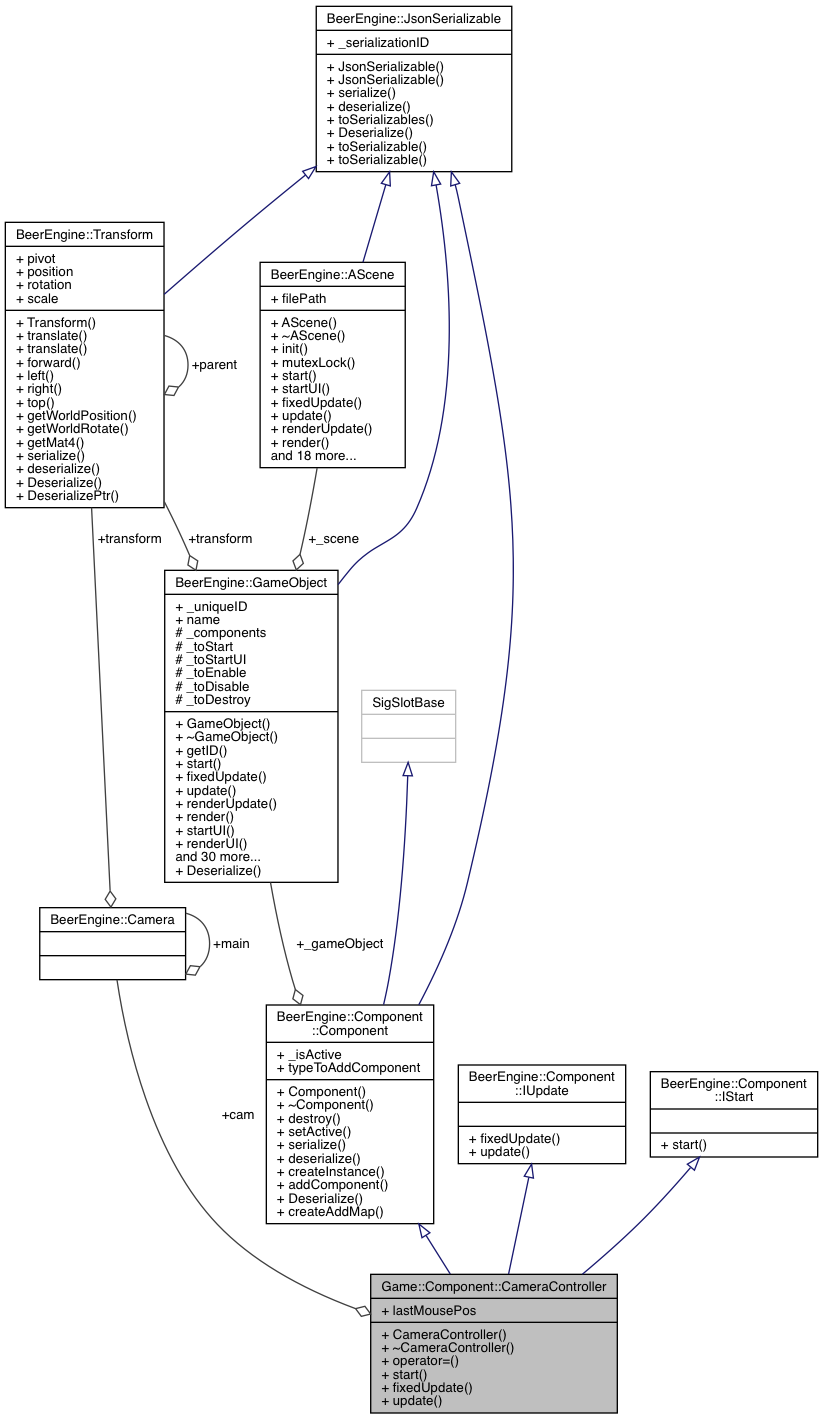 BeerEngine::JsonSerializable
+ _serializationID
+ JsonSerializable()
+ JsonSerializable()
+ serialize()
+ deserialize()
+ toSerializables()
+ Deserialize()
+ toSerializable()
+ toSerializable()
BeerEngine::Transform
+ pivot
+ position
+ rotation
+ scale
+ Transform()
+ translate()
+ translate()
+ forward()
+ left()
+ right()
+ top()
+ getWorldPosition()
+ getWorldRotate()
+ getMat4()
+ serialize()
+ deserialize()
+ Deserialize()
+ DeserializePtr()
+parent
BeerEngine::AScene
+ filePath
+ AScene()
+ ~AScene()
+ init()
+ mutexLock()
+ start()
+ startUI()
+ fixedUpdate()
+ update()
+ renderUpdate()
+ render()
and 18 more...
+transform
+transform
+_scene
BeerEngine::GameObject
+ _uniqueID
+ name
# _components
# _toStart
# _toStartUI
# _toEnable
# _toDisable
# _toDestroy
+ GameObject()
+ ~GameObject()
+ getID()
+ start()
+ fixedUpdate()
+ update()
+ renderUpdate()
+ render()
+ startUI()
+ renderUI()
and 30 more...
+ Deserialize()
SigSlotBase
BeerEngine::Camera
+main
+_gameObject
BeerEngine::Component
::Component
+ _isActive
+ typeToAddComponent
+ Component()
+ ~Component()
+ destroy()
+ setActive()
+ serialize()
+ deserialize()
+ createInstance()
+ addComponent()
+ Deserialize()
+ createAddMap()
+cam
BeerEngine::Component
::IUpdate
+ fixedUpdate()
+ update()
BeerEngine::Component
::IStart
+ start()
Game::Component::CameraController
+ lastMousePos
+ CameraController()
+ ~CameraController()
+ operator=()
+ start()
+ fixedUpdate()
+ update()